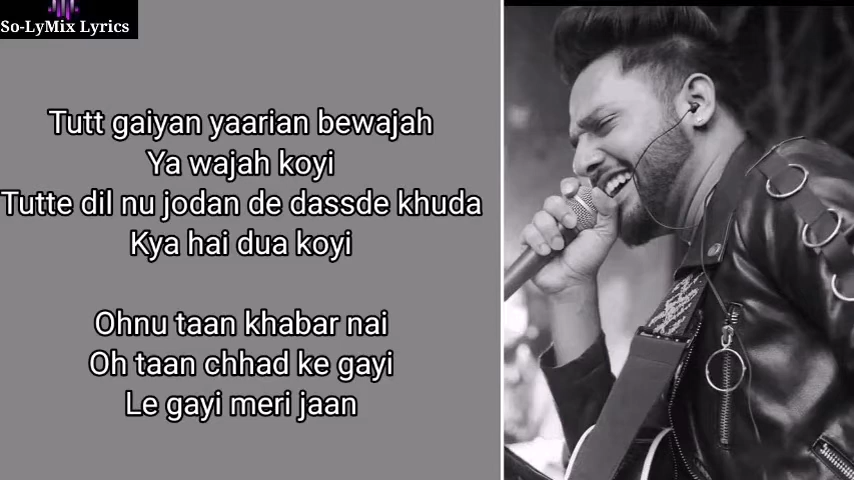 So-LyMix Lyrics
Tutt gaiyan yaarian bewajah
Ya wajah koyi
Tutte dil nu jodan de dassde khuda
Kya hai dua koyi
Ohnu taan khabar nai
Oh taan chhad ke gayi
Le gayi meri jaan